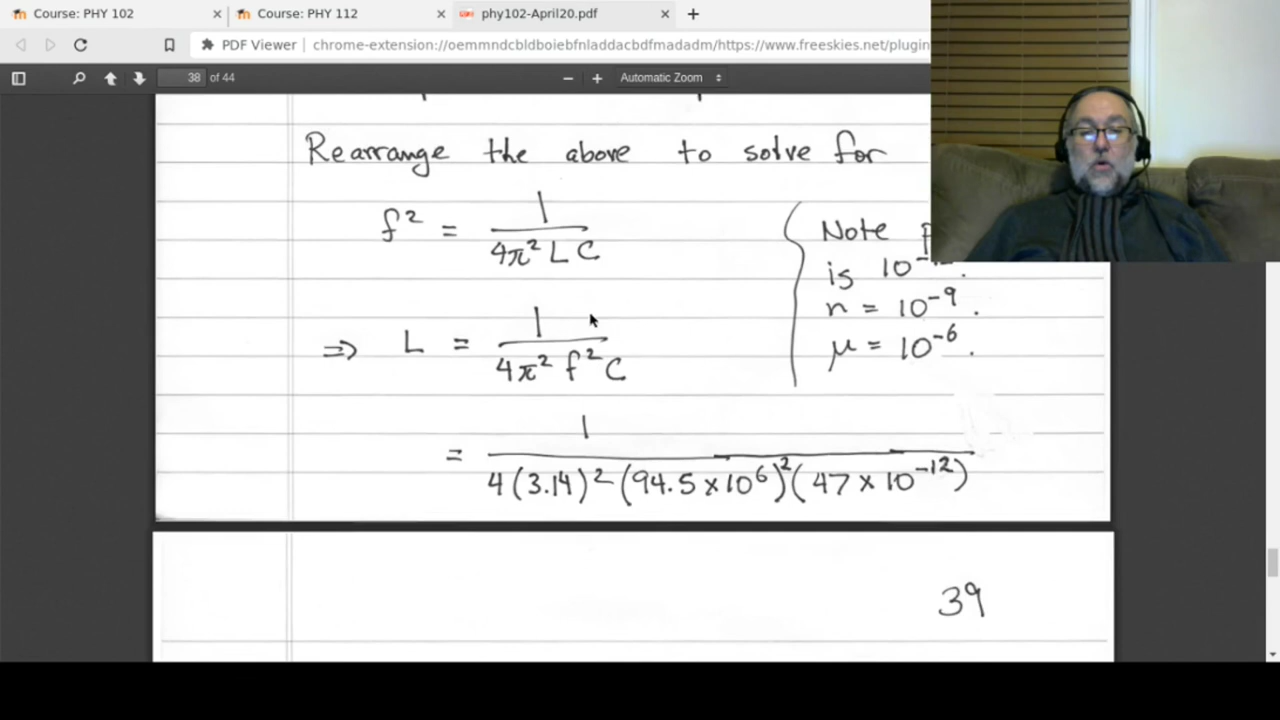 Course: PHY 102
Course: PHY 112
phy102-April20.pdf
PDF Viewer
chrome-extension://oemmndcbldboiebfnladdacbdfmadadm/https://www.freeskies.net/plugin
38 of 44
Automatic Zoom
Rearrange the above to solve for
f² = 1 / 4π² L C
Note
is 10⁻¹².
n = 10⁻⁹.
μ = 10⁻⁶.
⇒ L = 1 / 4π² f² C
= 1 / 4(3.14)² (94.5 × 10⁶)² (47 × 10⁻¹²)
39